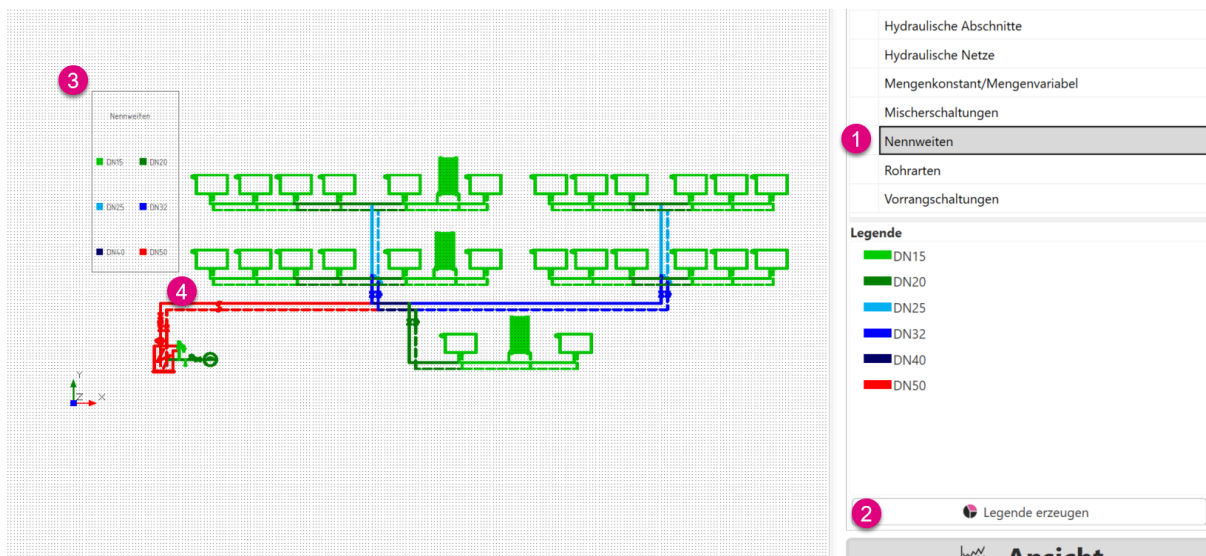 3
Nennweiten
DN15 DN20
DN25 DN32
DN40 DN50
4
Y
Z X
Hydraulische Abschnitte
Hydraulische Netze
Mengenkonstant/Mengenvariabel
Mischerschaltungen
1
Nennweiten
Rohrarten
Vorrangschaltungen
Legende
DN15
DN20
DN25
DN32
DN40
DN50
2
Legende erzeugen
Ansicht